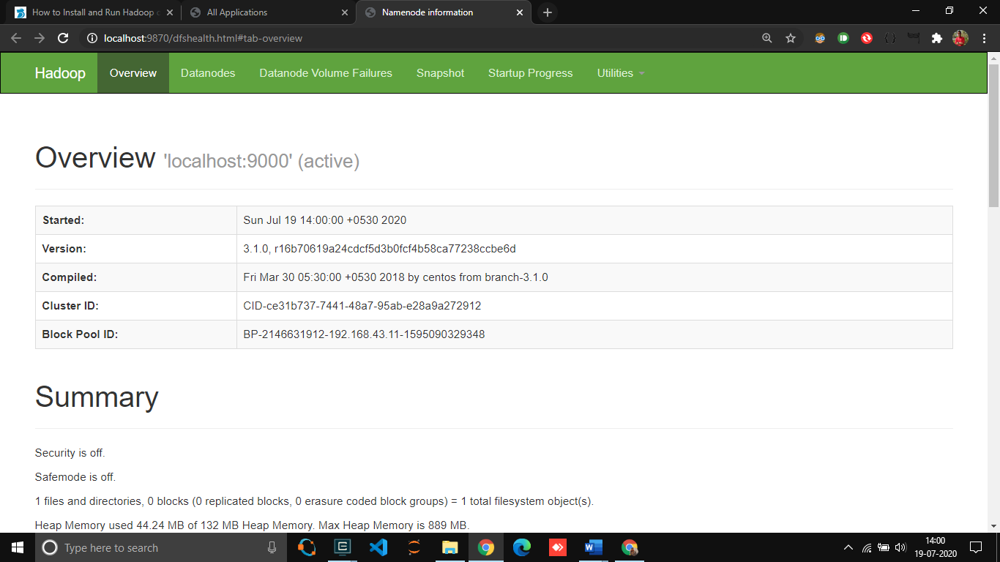 How to Install and Run Hadoop
All Applications
Namenode information
localhost:9870/dfshealth.html#tab-overview
Hadoop Overview Datanodes Datanode Volume Failures Snapshot Startup Progress Utilities
Overview 'localhost:9000' (active)
Started: Sun Jul 19 14:00:00 +0530 2020
Version: 3.1.0, r16b70619a24cdcf5d3b0fcf4b58ca77238ccbe6d
Compiled: Fri Mar 30 05:30:00 +0530 2018 by centos from branch-3.1.0
Cluster ID: CID-ce31b737-7441-48a7-95ab-e28a9a272912
Block Pool ID: BP-2146631912-192.168.43.11-1595090329348
Summary
Security is off.
Safemode is off.
1 files and directories, 0 blocks (0 replicated blocks, 0 erasure coded block groups) = 1 total filesystem object(s).
Heap Memory used 44.24 MB of 132 MB Heap Memory. Max Heap Memory is 889 MB.
Type here to search
14:00
19-07-2020